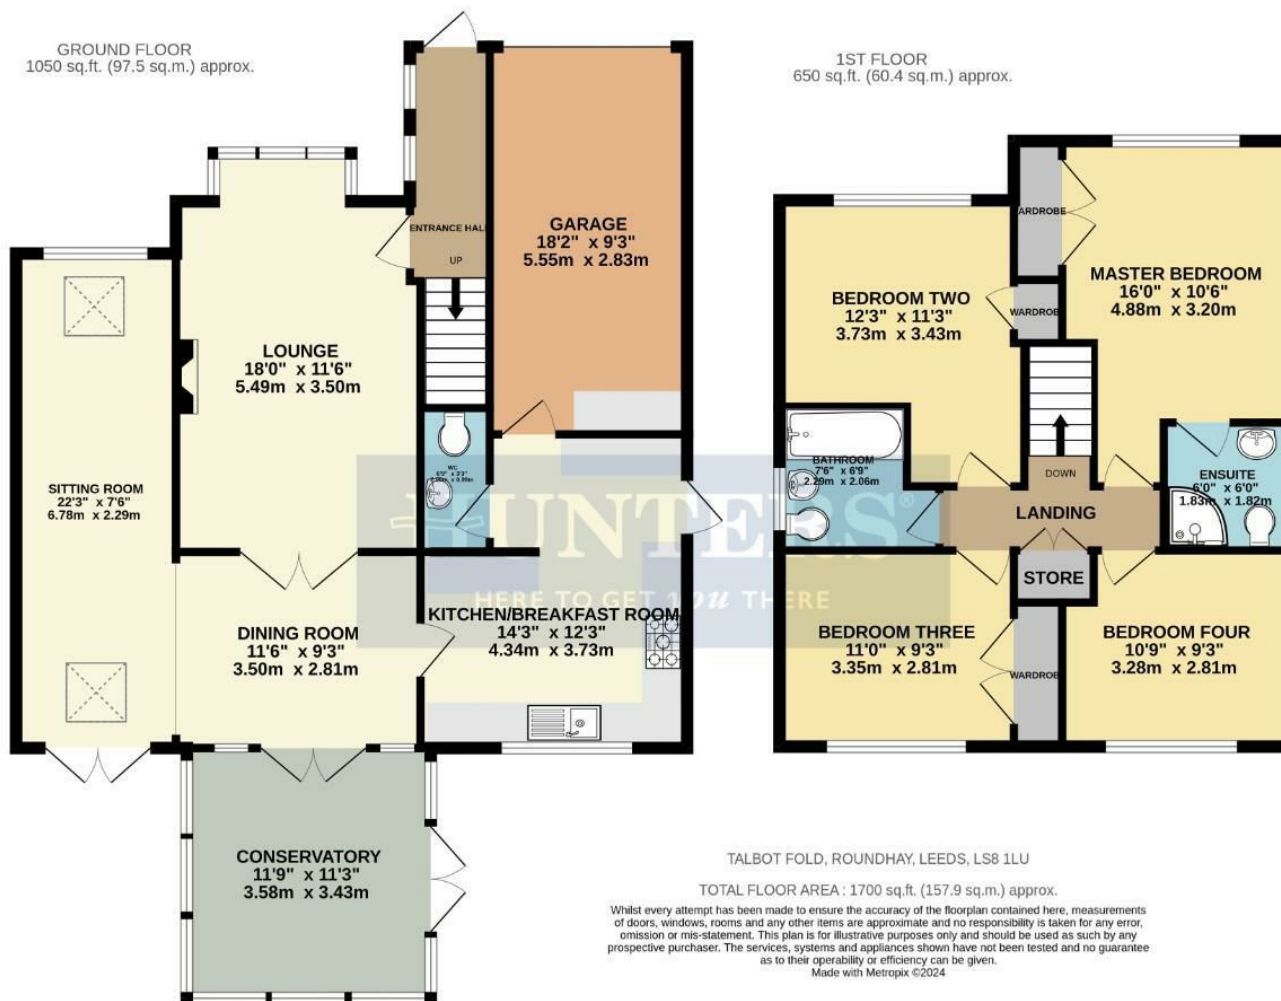 GROUND FLOOR
1050 sq.ft. (97.5 sq.m.) approx.
1ST FLOOR
650 sq.ft. (60.4 sq.m.) approx.
ENTRANCE HALL
UP
GARAGE
18'2" x 9'3"
5.55m x 2.83m
LOUNGE
18'0" x 11'6"
5.49m x 3.50m
SITTING ROOM
22'3" x 7'6"
6.78m x 2.29m
WC
DINING ROOM
11'6" x 9'3"
3.50m x 2.81m
KITCHEN/BREAKFAST ROOM
14'3" x 12'3"
4.34m x 3.73m
CONSERVATORY
11'9" x 11'3"
3.58m x 3.43m
WARDROBE
MASTER BEDROOM
16'0" x 10'6"
4.88m x 3.20m
BEDROOM TWO
12'3" x 11'3"
3.73m x 3.43m
WARDROBE
BATHROOM
7'6" x 6'9"
2.29m x 2.06m
DOWN
LANDING
ENSUITE
6'0" x 6'0"
1.83m x 1.82m
STORE
BEDROOM THREE
11'0" x 9'3"
3.35m x 2.81m
WARDROBE
BEDROOM FOUR
10'9" x 9'3"
3.28m x 2.81m
HUNTERS®
HERE TO GET you THERE
TALBOT FOLD, ROUNDHAY, LEEDS, LS8 1LU
TOTAL FLOOR AREA : 1700 sq.ft. (157.9 sq.m.) approx.
Whilst every attempt has been made to ensure the accuracy of the floorplan contained here, measurements
of doors, windows, rooms and any other items are approximate and no responsibility is taken for any error,
omission or mis-statement. This plan is for illustrative purposes only and should be used as such by any
prospective purchaser. The services, systems and appliances shown have not been tested and no guarantee
as to their operability or efficiency can be given.
Made with Metropix ©2024